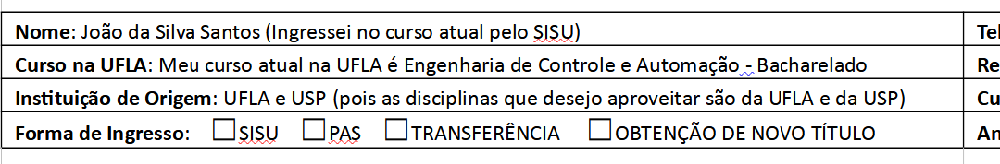 Nome: João da Silva Santos (Ingressei no curso atual pelo SISU) Tel
Curso na UFLA: Meu curso atual na UFLA é Engenharia de Controle e Automação - Bacharelado Re
Instituição de Origem: UFLA e USP (pois as disciplinas que desejo aproveitar são da UFLA e da USP) Cu
Forma de Ingresso: ☐SISU ☐PAS ☐TRANSFERÊNCIA ☐OBTENÇÃO DE NOVO TÍTULO An